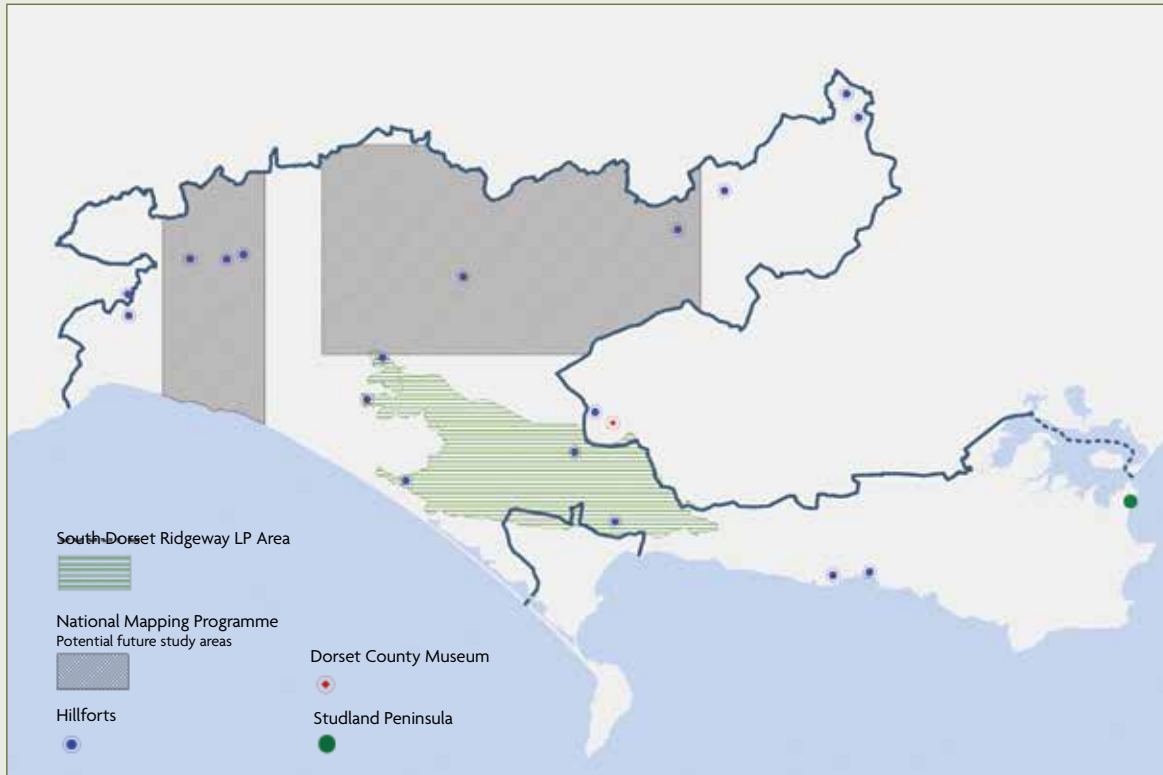 South Dorset Ridgeway LP Area
National Mapping Programme
Potential future study areas
Hillforts
Dorset County Museum
Studland Peninsula